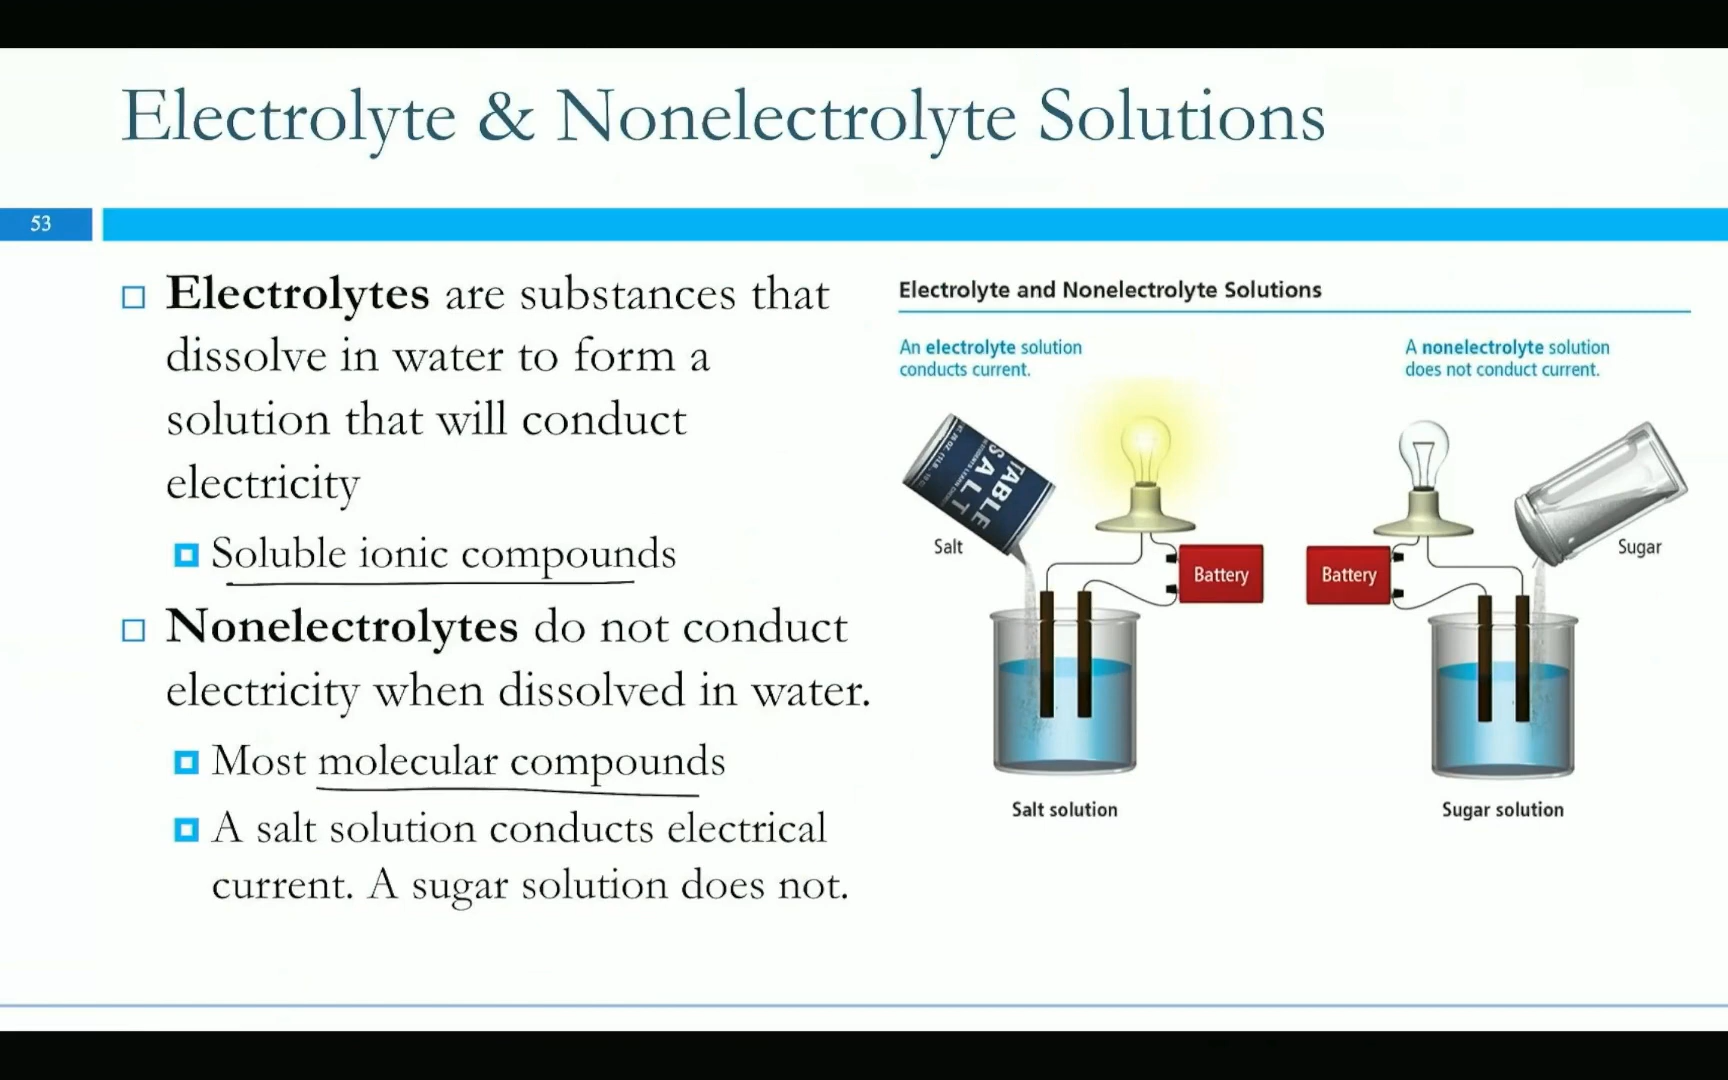 Electrolyte & Nonelectrolyte Solutions
53
Electrolytes are substances that
dissolve in water to form a
solution that will conduct
electricity
Soluble ionic compounds
Nonelectrolytes do not conduct
electricity when dissolved in water.
Most molecular compounds
A salt solution conducts electrical
current. A sugar solution does not.
Electrolyte and Nonelectrolyte Solutions
An electrolyte solution
conducts current.
A nonelectrolyte solution
does not conduct current.
TABLE
SALT
Salt
Battery
Battery
Sugar
Salt solution
Sugar solution